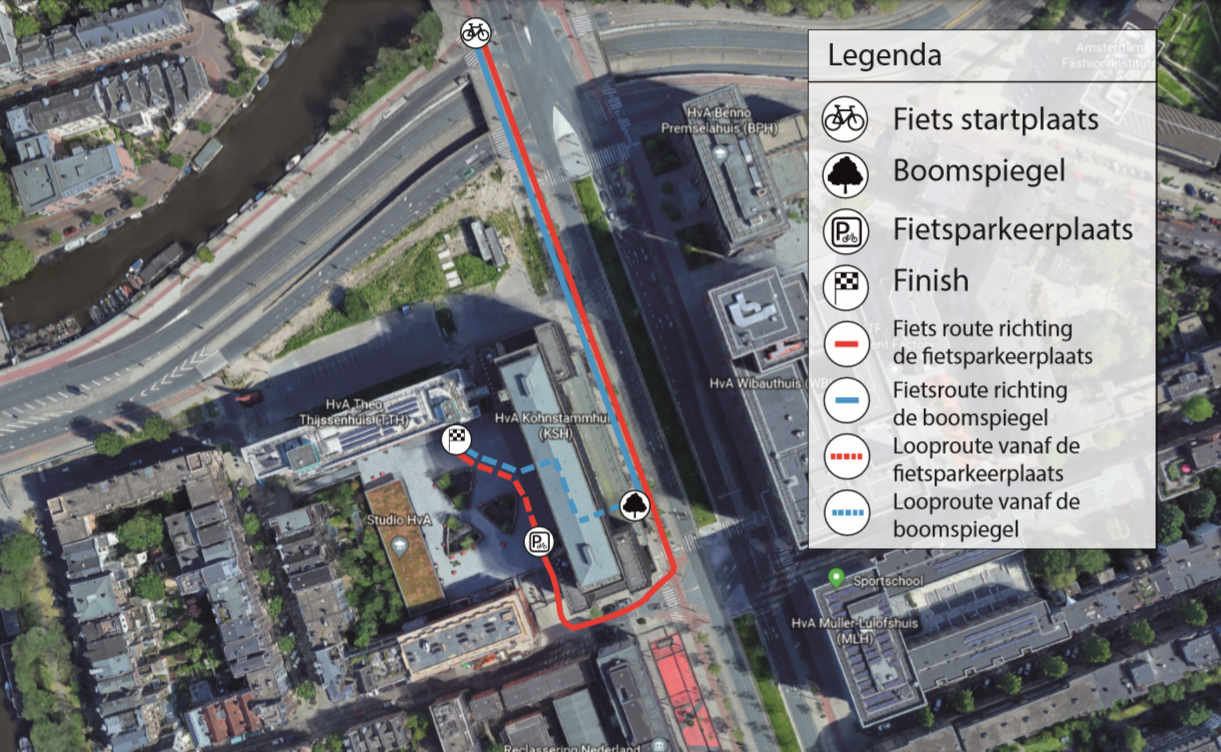 Legenda
Fiets startplaats
Boomspiegel
Fietsparkeerplaats
Finish
Fiets route richting
de fietsparkeerplaats
Fietsroute richting
de boomspiegel
Looproute vanaf de
fietsparkeerplaats
Looproute vanaf de
boomspiegel
Amsterdam
Fashion Institute
HvA Benno
Premselahuis (BPH)
HvA Wibauthuis (WB
HvA Theo
Thijssenhuis (TTH)
HvA Kohnstammhui
(KSH)
Studio HvA
P
P
Sportschool
HvA Muller-Lulofshuis
(MLH)
Reclassering Nederland